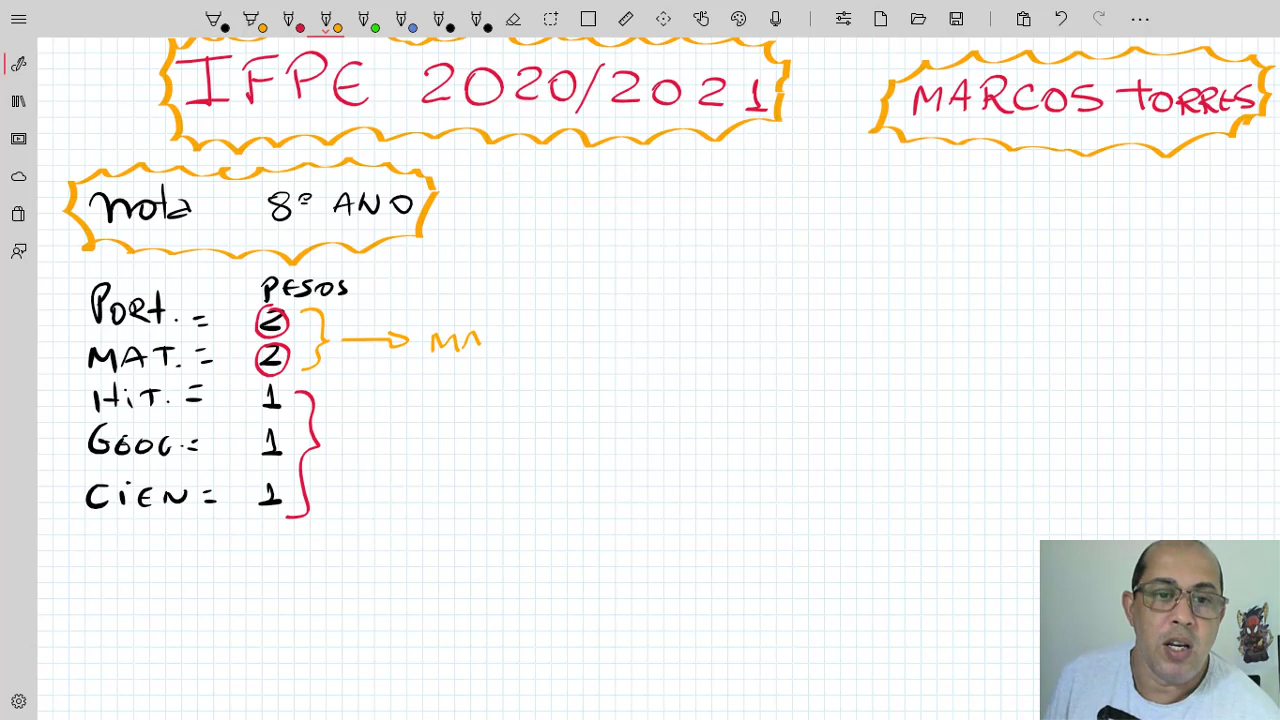 IFPE 2020/2021
MARCOS TORRES
Nota 8º ANO
PESOS
PORT. = 2
MAT. = 2 → MA
HiT. = 1
GEOG. = 1
CiEN = 1